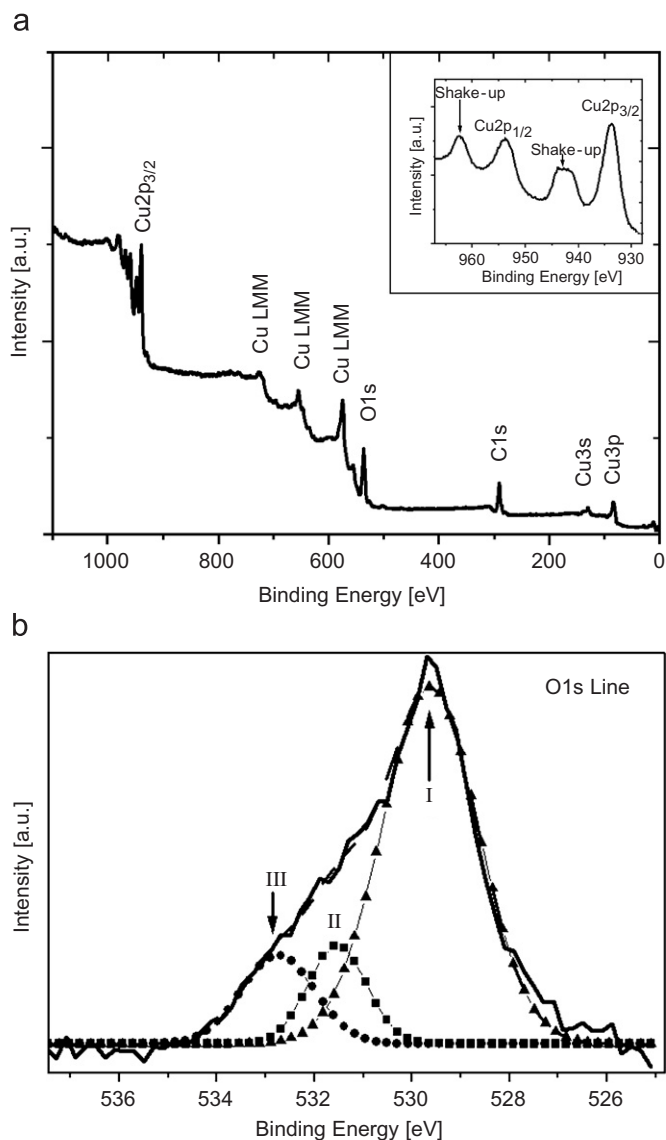 a
Shake-up
Cu2p1/2
Shake-up
Cu2p3/2
Intensity [a.u.]
960 950 940 930
Binding Energy [eV]
Cu2p3/2
Cu LMM
Cu LMM
Cu LMM
O1s
C1s
Cu3s
Cu3p
Intensity [a.u.]
1000 800 600 400 200 0
Binding Energy [eV]
b
O1s Line
I
III
II
Intensity [a.u.]
536 534 532 530 528 526
Binding Energy [eV]